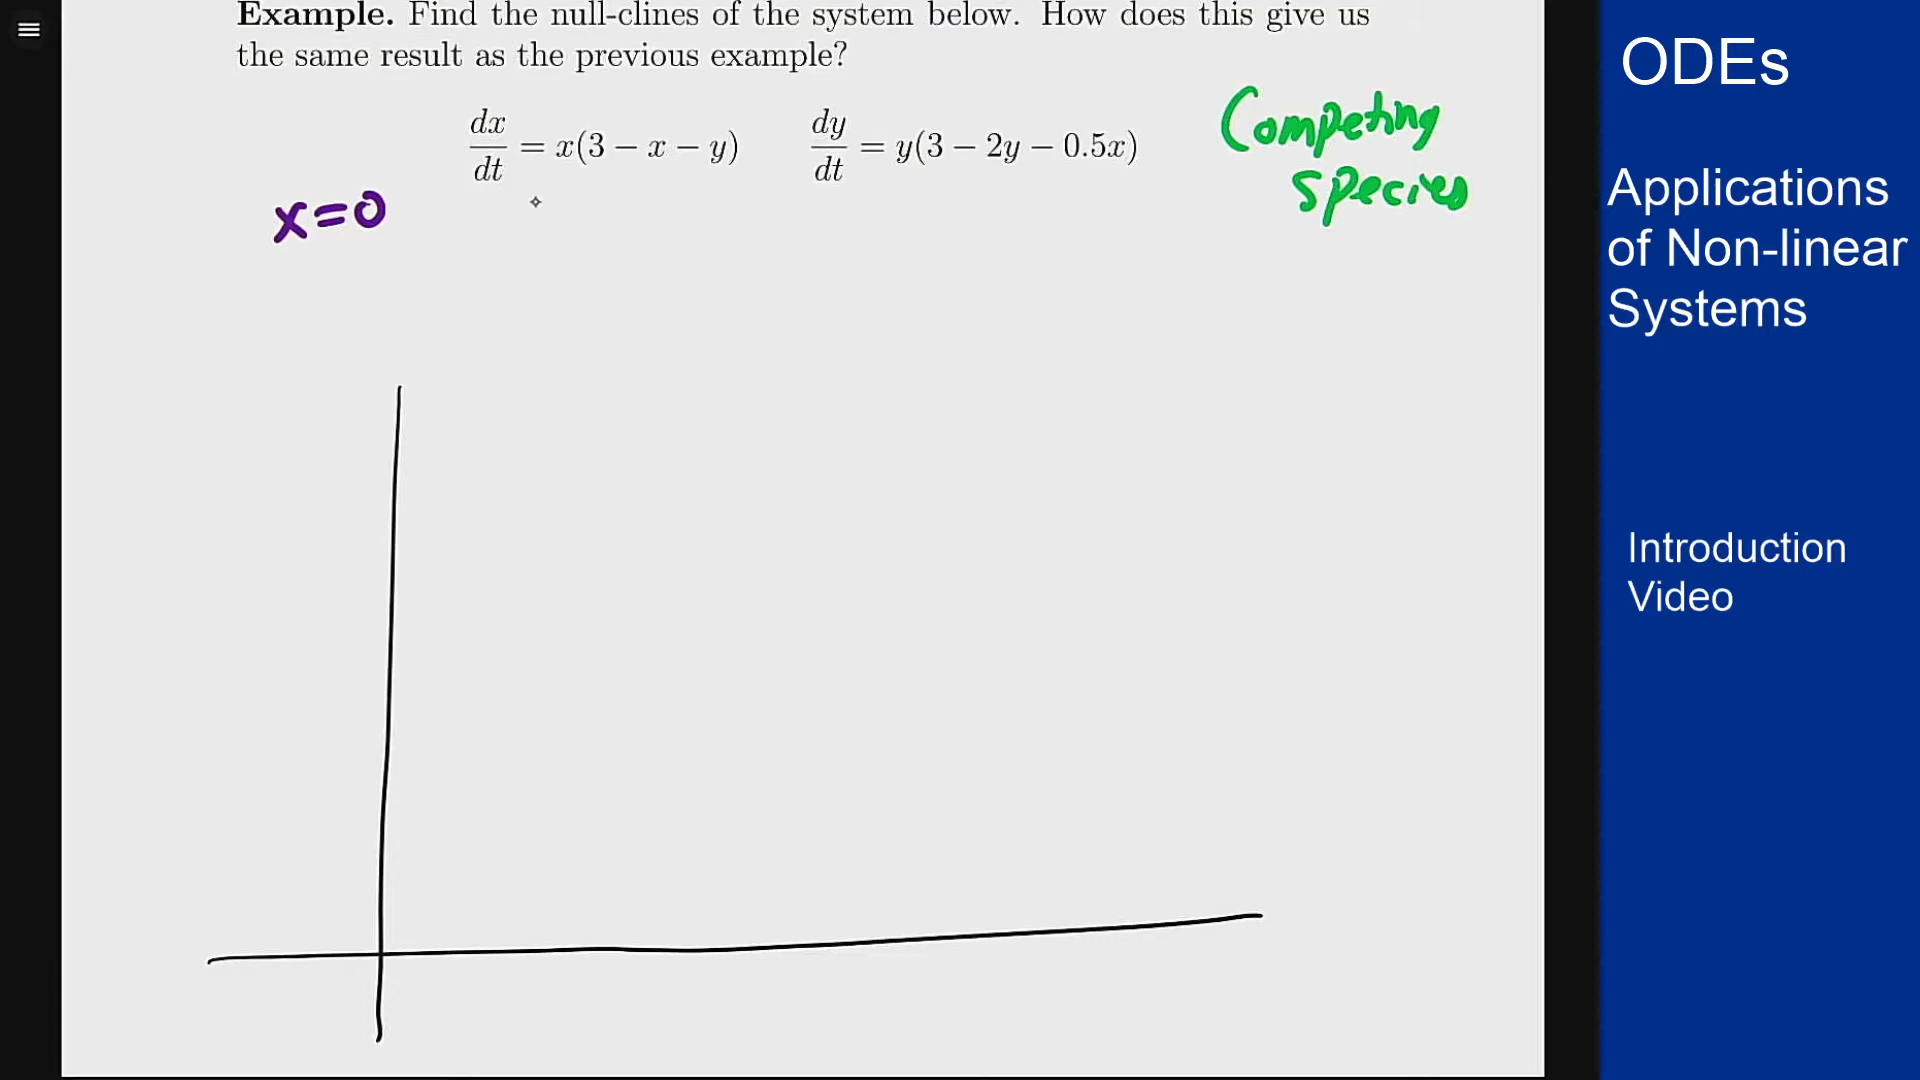 Example. Find the null-clines of the system below. How does this give us
the same result as the previous example?
dx/dt = x(3 − x − y) dy/dt = y(3 − 2y − 0.5x)
Competing
species
x=0
ODEs
Applications
of Non-linear
Systems
Introduction
Video